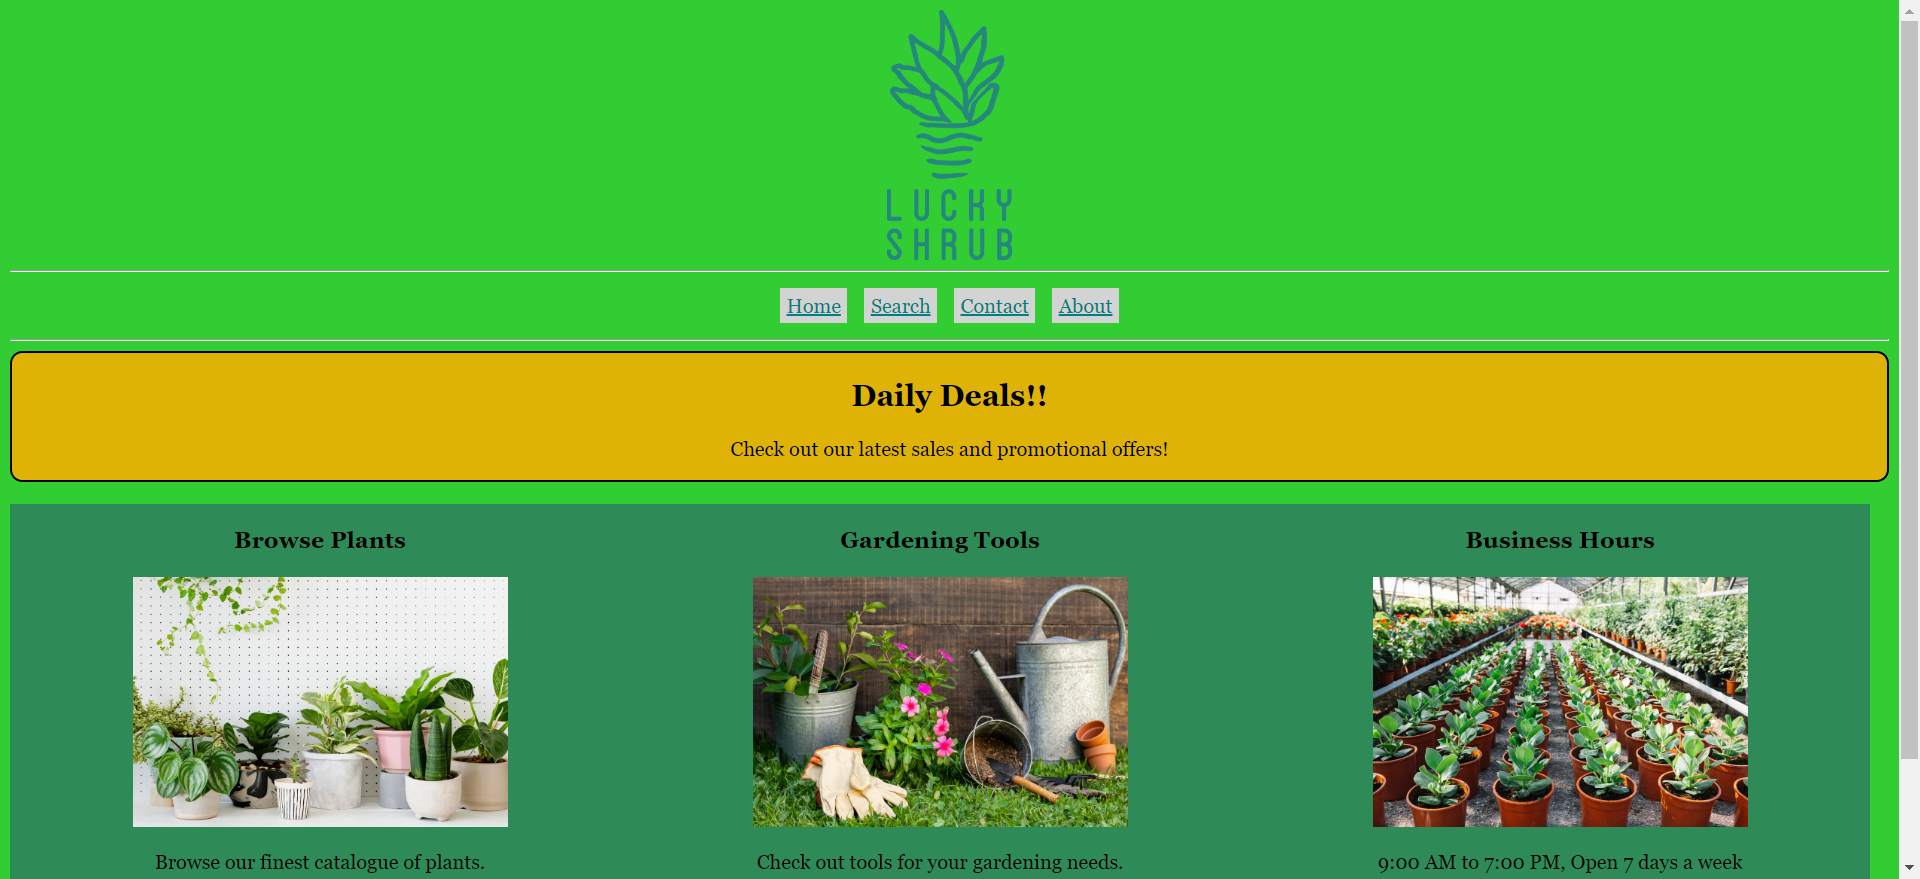 LUCKY
SHRUB
Home Search Contact About
Daily Deals!!
Check out our latest sales and promotional offers!
Browse Plants
Gardening Tools
Business Hours
Browse our finest catalogue of plants.
Check out tools for your gardening needs.
9:00 AM to 7:00 PM, Open 7 days a week